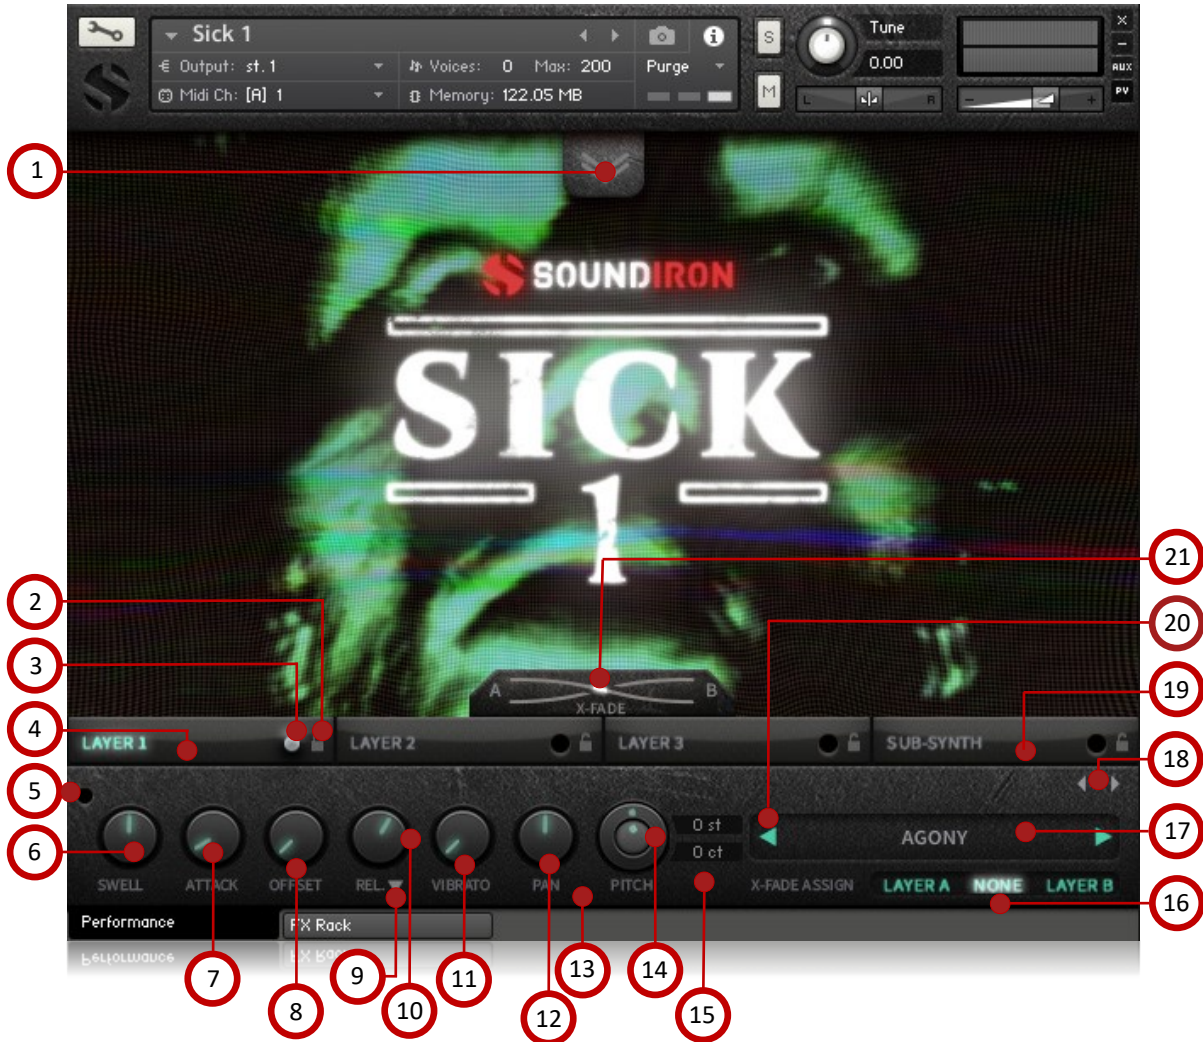 Sick 1
Output: st.1
Voices: 0 Max: 200
Purge
Midi Ch: [A] 1
Memory: 122.05 MB
S
M
Tune
0.00
L
R
-
+
X
-
AUX
PV
1
SOUNDIRON
SICK
1
21
2
20
3
A
B
19
X-FADE
4
LAYER 1
LAYER 2
LAYER 3
SUB-SYNTH
18
5
0 st
6
AGONY
17
0 ct
SWELL
ATTACK
OFFSET
REL.
VIBRATO
PAN
PITCH
X-FADE ASSIGN
LAYER A
NONE
LAYER B
16
Performance
FX Rack
7
8
9
10
11
12
13
14
15